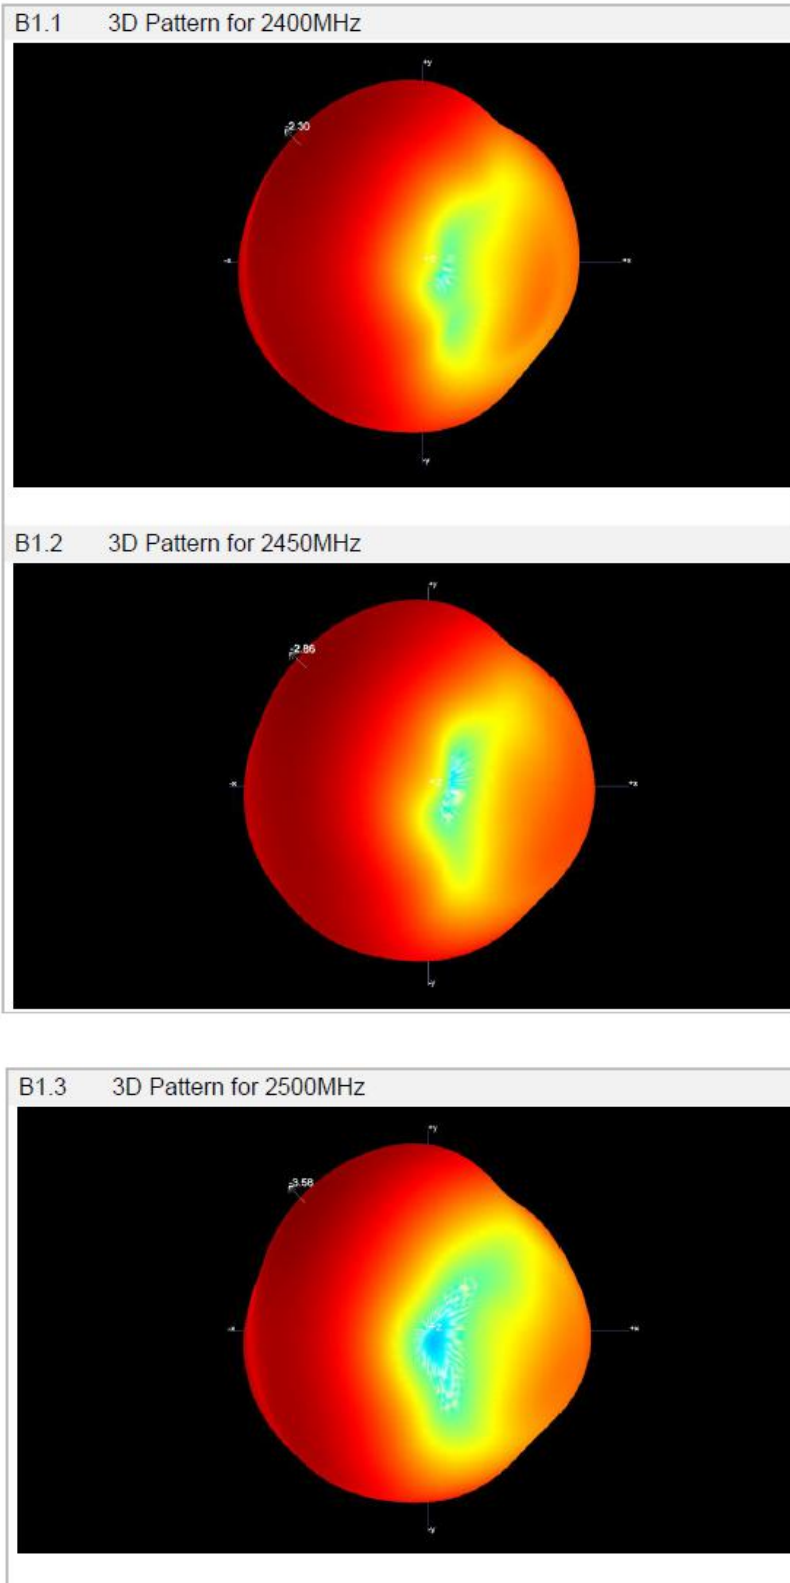 B1.1 3D Pattern for 2400MHz
+y
-2.30
-x
+x
-y
B1.2 3D Pattern for 2450MHz
+y
-2.86
-x
+x
-y
B1.3 3D Pattern for 2500MHz
+y
-3.58
-x
+x
-y